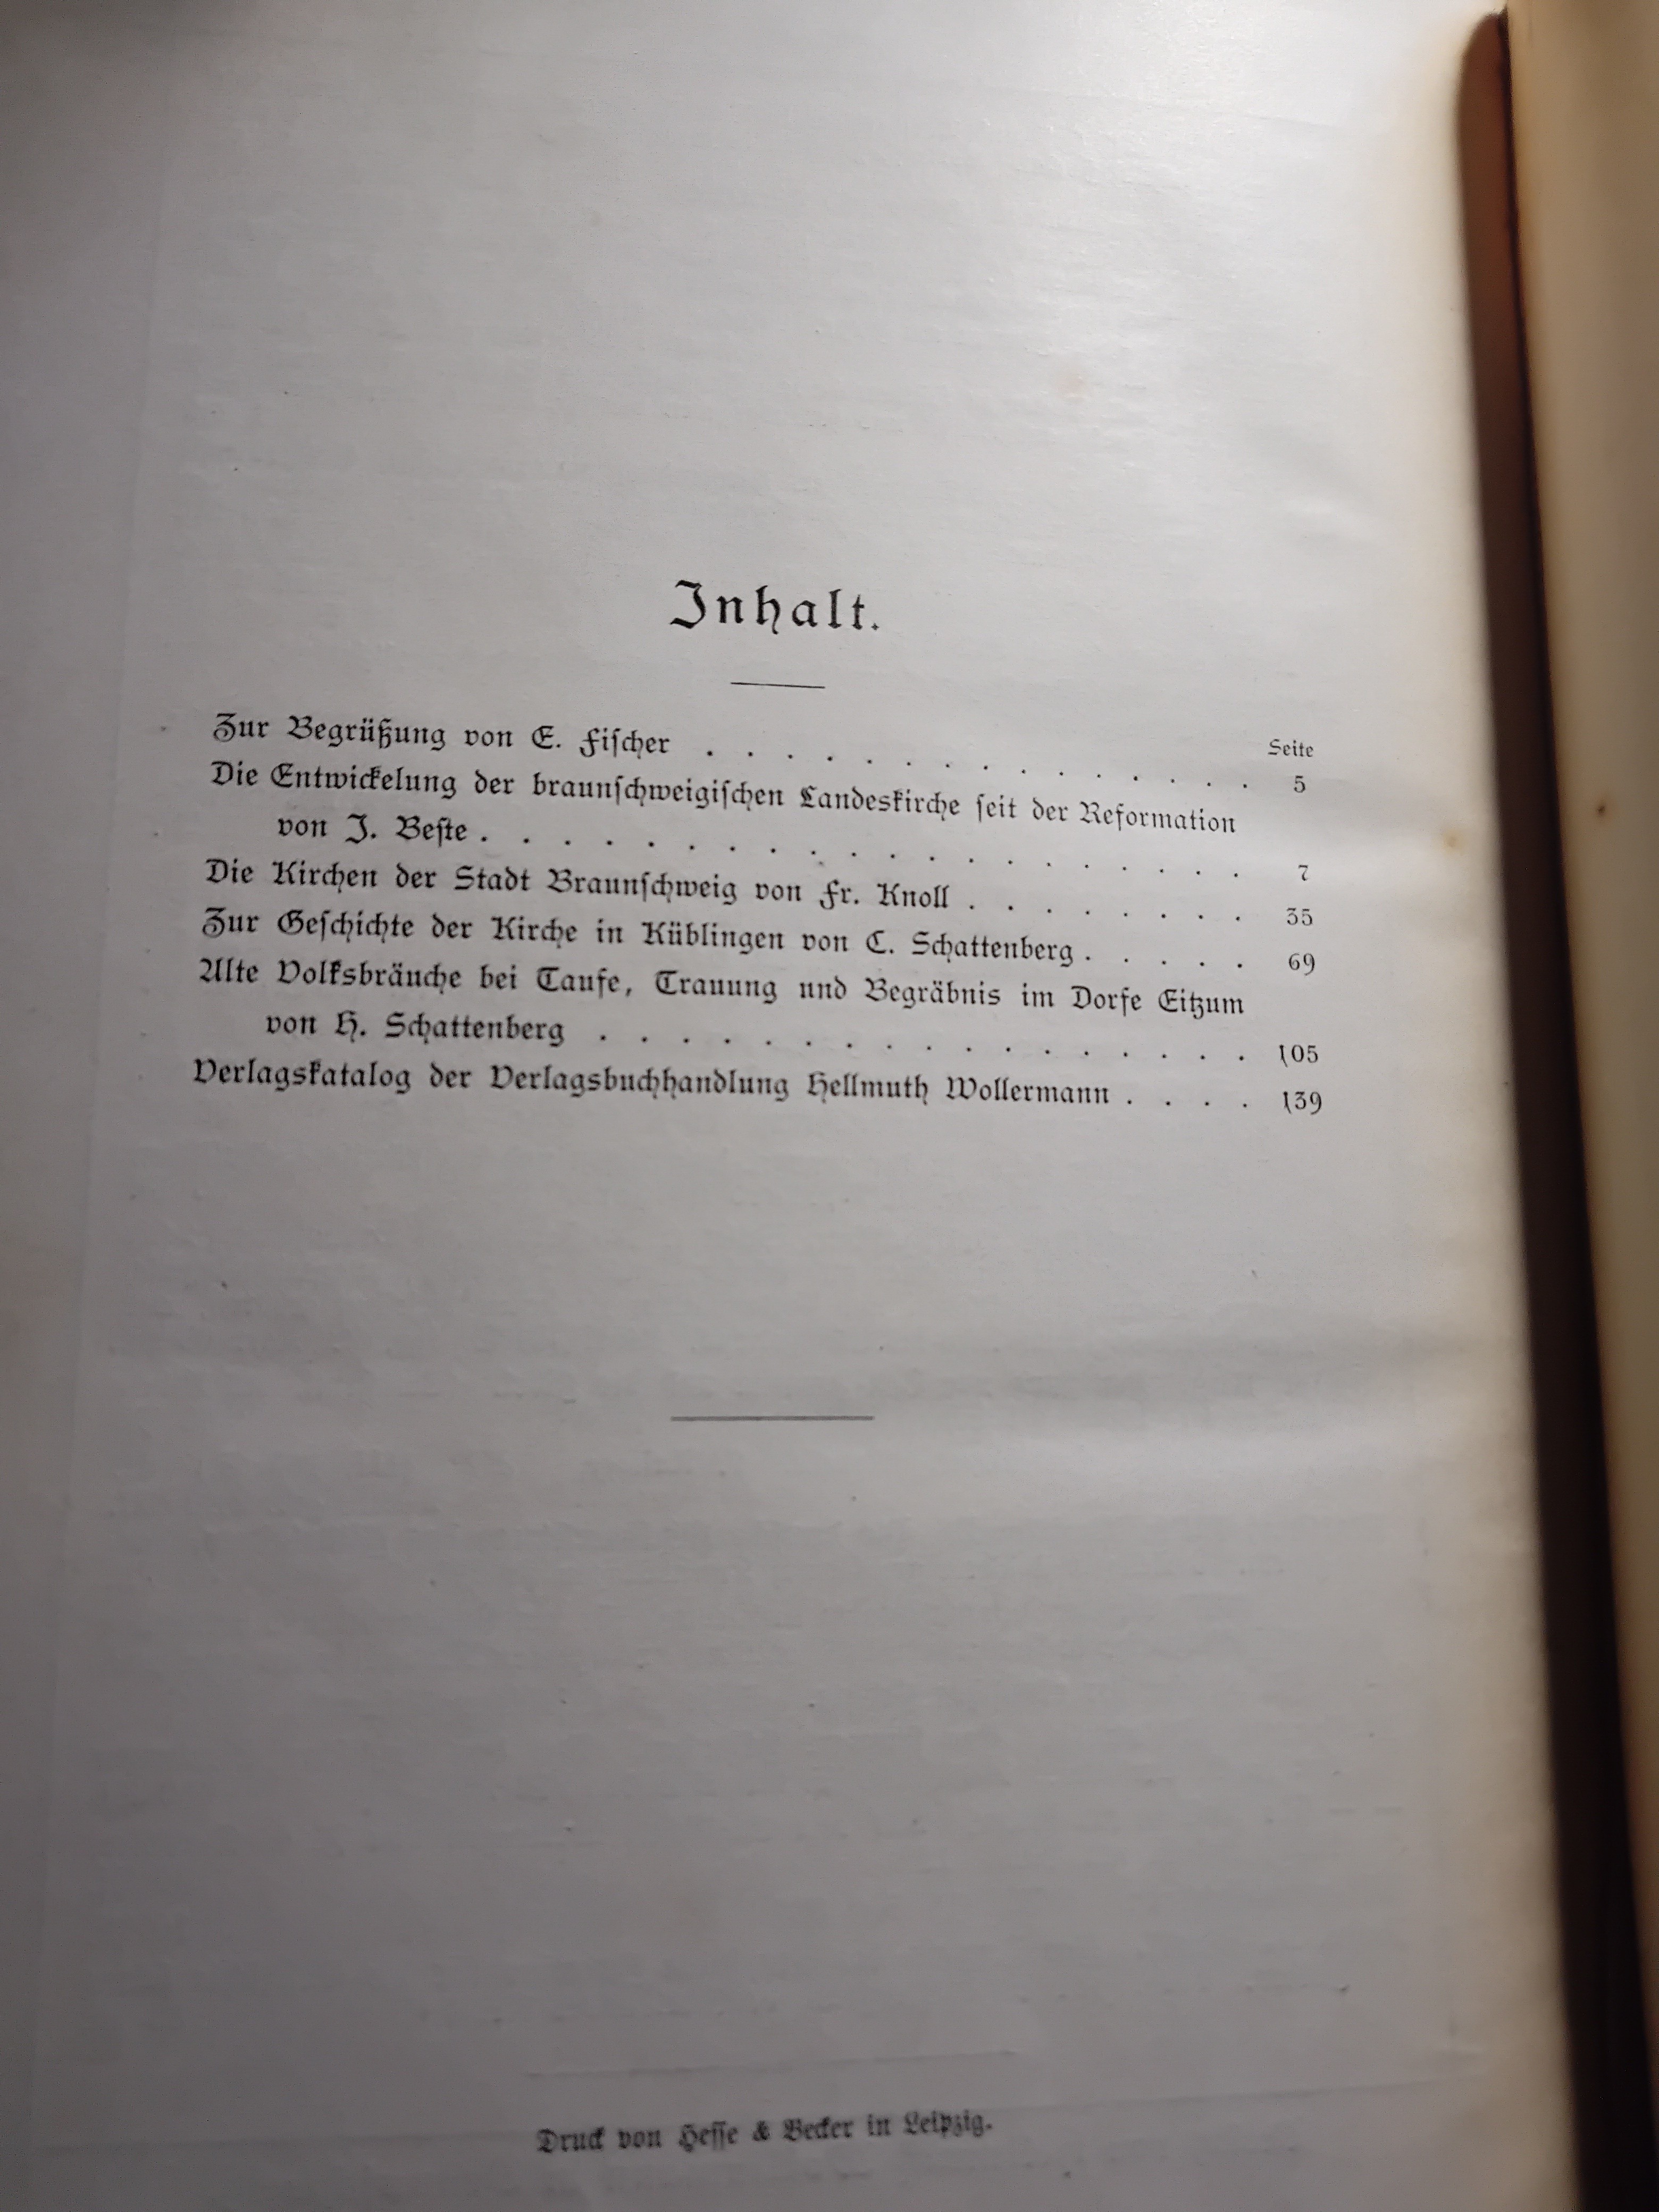 Inhalt.
Seite
Zur Begrüßung von E. Fischer . . . . . . . . . . . . . . 5
Die Entwickelung der braunschweigischen Landeskirche seit der Reformation
von J. Beste . . . . . . . . . . . . . . . . . . . . 7
Die Kirchen der Stadt Braunschweig von Fr. Knoll . . . . . . . . 35
Zur Geschichte der Kirche in Küblingen von C. Schattenberg . . . . . 69
Alte Volksbräuche bei Taufe, Trauung und Begräbnis im Dorfe Eitzum
von H. Schattenberg . . . . . . . . . . . . . . . . . 105
Verlagskatalog der Verlagsbuchhandlung Hellmuth Wollermann . . . . 139
Druck von Hesse & Becker in Leipzig.